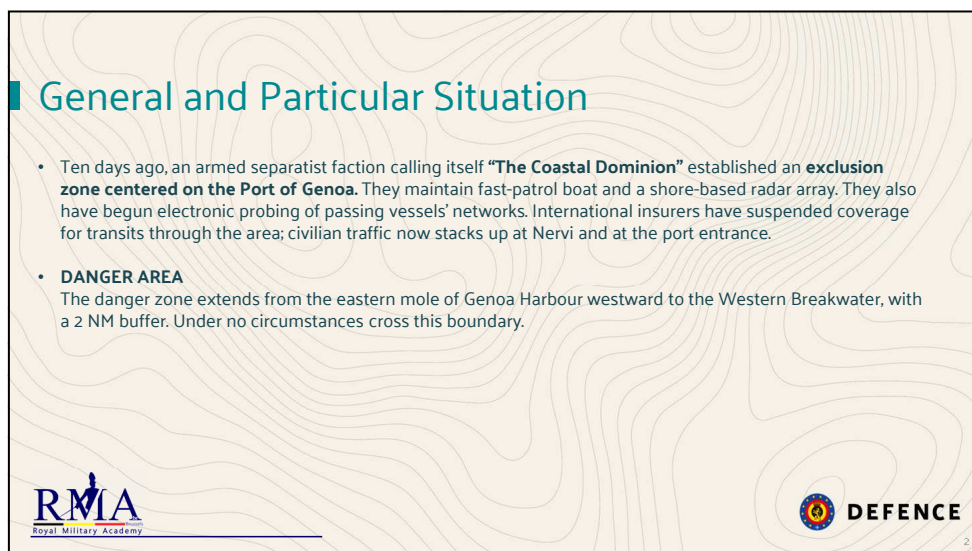 General and Particular Situation
• Ten days ago, an armed separatist faction calling itself “The Coastal Dominion” established an exclusion
zone centered on the Port of Genoa. They maintain fast-patrol boat and a shore-based radar array. They also
have begun electronic probing of passing vessels’ networks. International insurers have suspended coverage
for transits through the area; civilian traffic now stacks up at Nervi and at the port entrance.
• DANGER AREA
The danger zone extends from the eastern mole of Genoa Harbour westward to the Western Breakwater, with
a 2 NM buffer. Under no circumstances cross this boundary.
RMA
Brussels
Royal Military Academy
DEFENCE
2